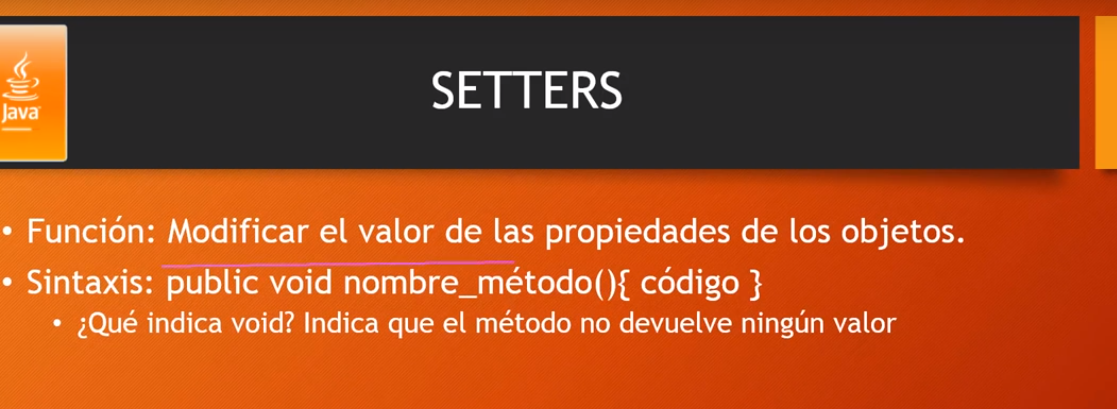 Java
SETTERS
• Función: Modificar el valor de las propiedades de los objetos.
• Sintaxis: public void nombre_método(){ código }
• ¿Qué indica void? Indica que el método no devuelve ningún valor